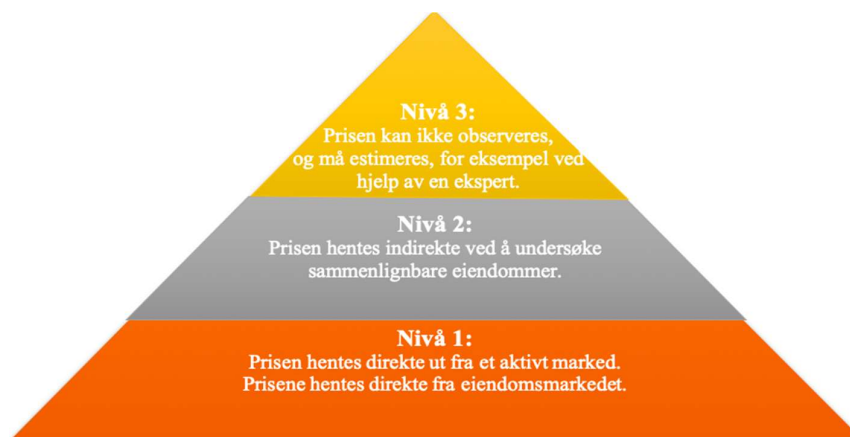 Nivå 3:
Prisen kan ikke observeres,
og må estimeres, for eksempel ved
hjelp av en ekspert.
Nivå 2:
Prisen hentes indirekte ved å undersøke
sammenlignbare eiendommer.
Nivå 1:
Prisen hentes direkte ut fra et aktivt marked.
Prisene hentes direkte fra eiendomsmarkedet.